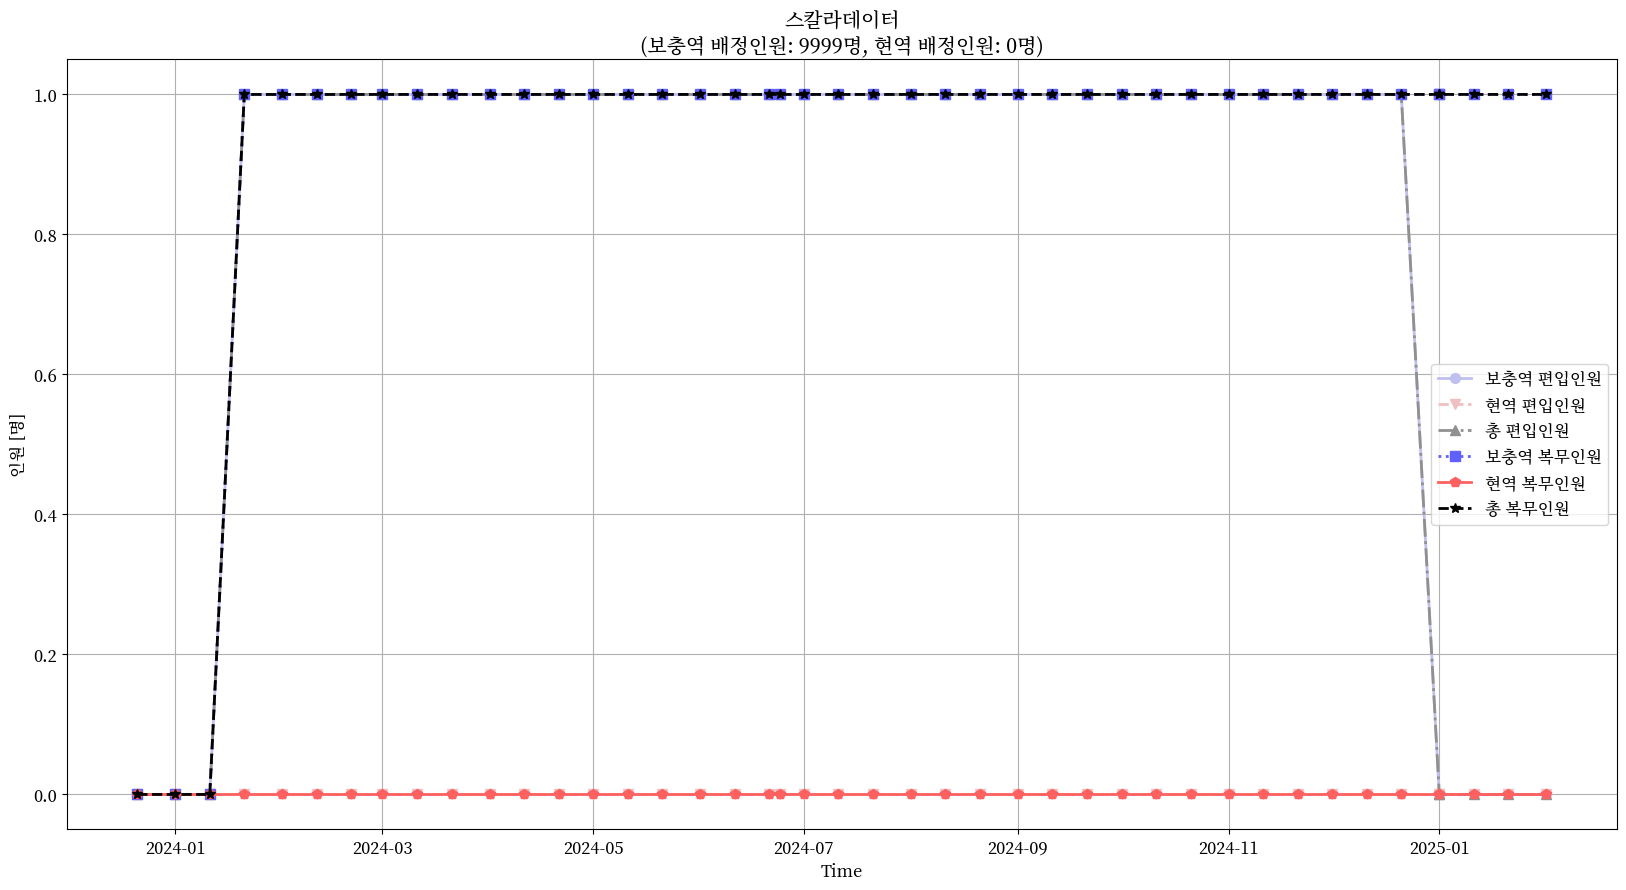 스칼라데이터
(보충역 배정인원: 9999명, 현역 배정인원: 0명)
인원 [명]
1.0
0.8
0.6
0.4
0.2
0.0
보충역 편입인원
현역 편입인원
총 편입인원
보충역 복무인원
현역 복무인원
총 복무인원
2024-01
2024-03
2024-05
2024-07
2024-09
2024-11
2025-01
Time